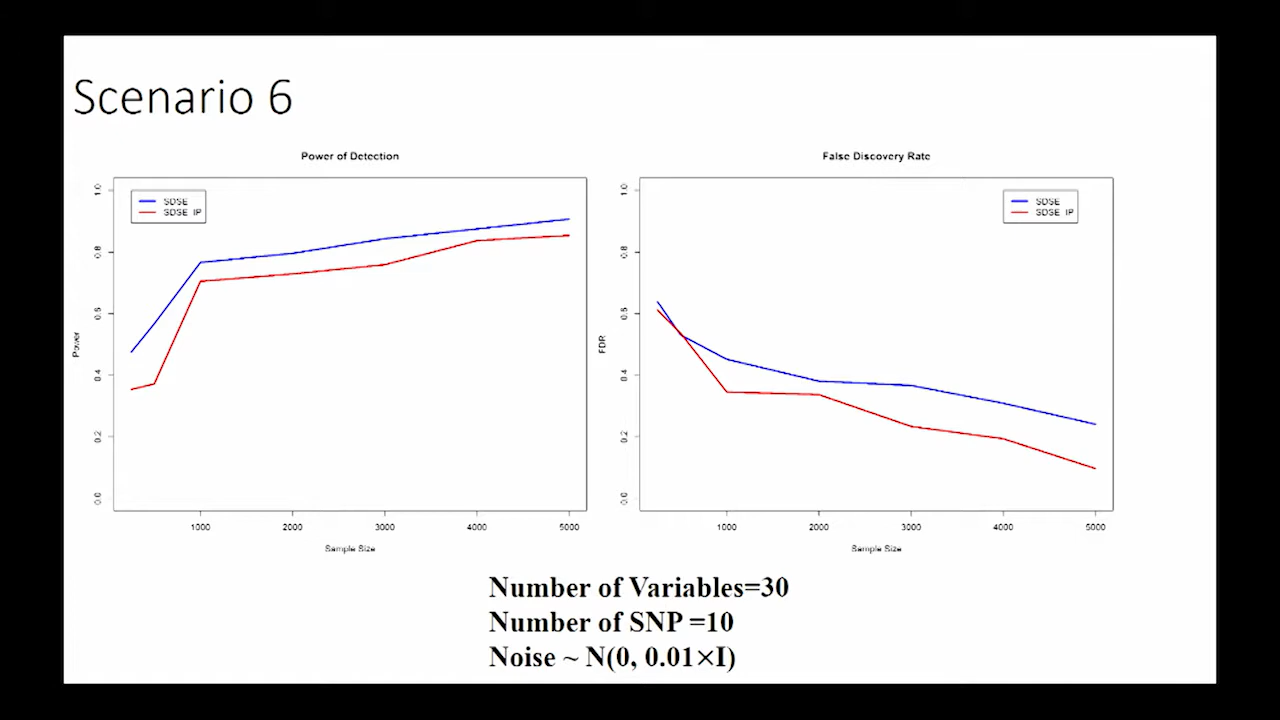 Scenario 6
Power of Detection
SDSE
SDSE IP
Power
0.0
0.2
0.4
0.6
0.8
1.0
1000
2000
3000
4000
5000
Sample Size
False Discovery Rate
SDSE
SDSE IP
FDR
0.0
0.2
0.4
0.6
0.8
1.0
1000
2000
3000
4000
5000
Sample Size
Number of Variables=30
Number of SNP =10
Noise ~ N(0, 0.01×I)